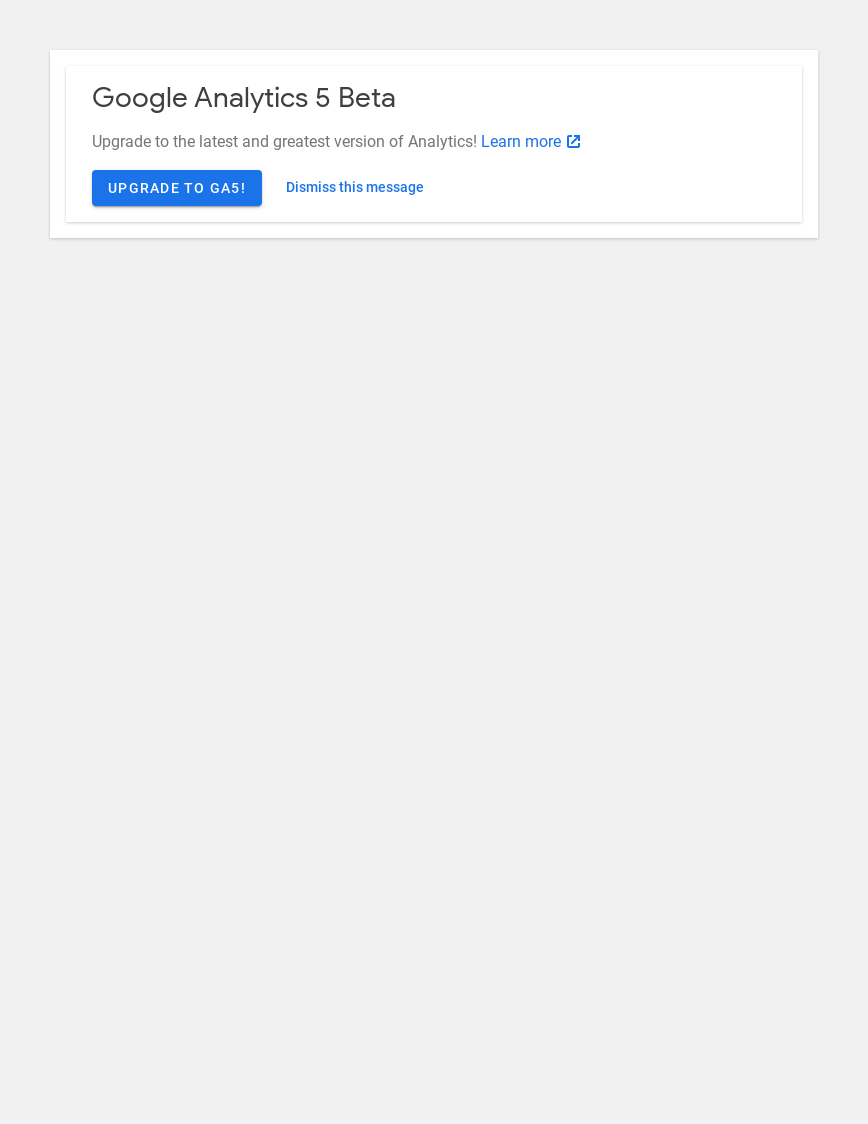 Google Analytics 5 Beta
Upgrade to the latest and greatest version of Analytics! Learn more
UPGRADE TO GA5! Dismiss this message